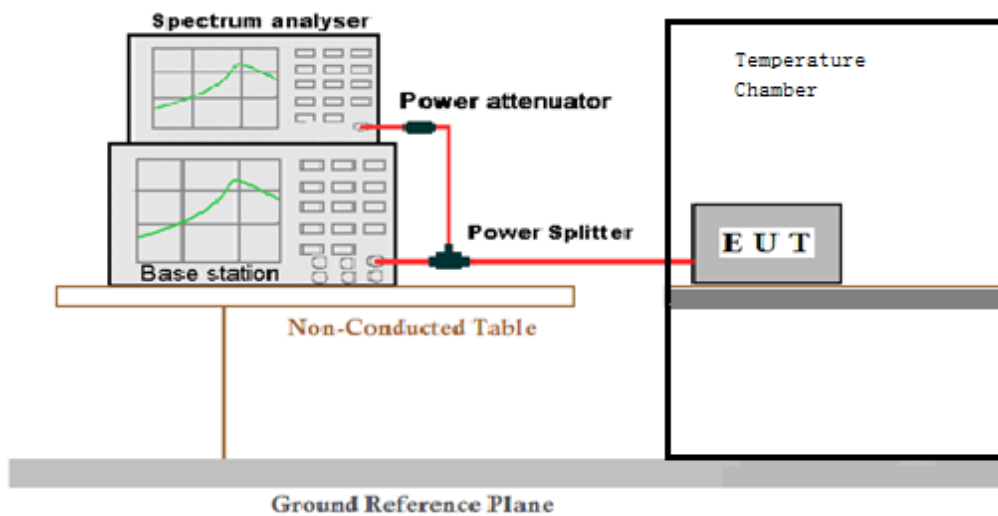 Spectrum analyser
Temperature
Chamber
Power attenuator
Power Splitter
E U T
Base station
Non-Conducted Table
Ground Reference Plane